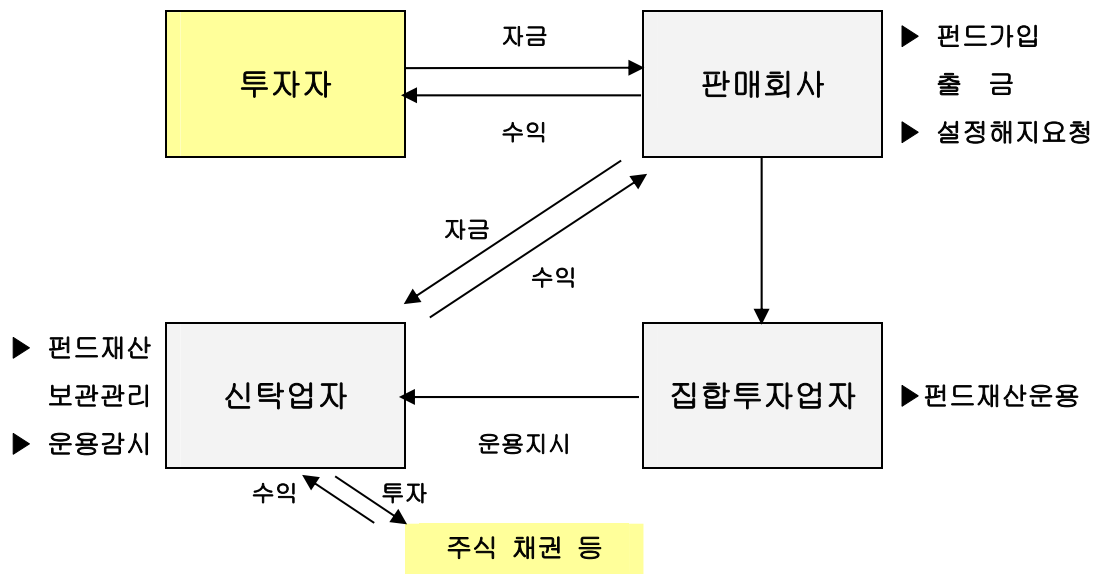 자금
▶ 펀드가입
투자자
판매회사
출 금
수익
▶ 설정해지요청
자금
수익
▶ 펀드재산
신탁업자
집합투자업자
보관관리
▶펀드재산운용
▶ 운용감시
운용지시
수익
투자
주식 채권 등